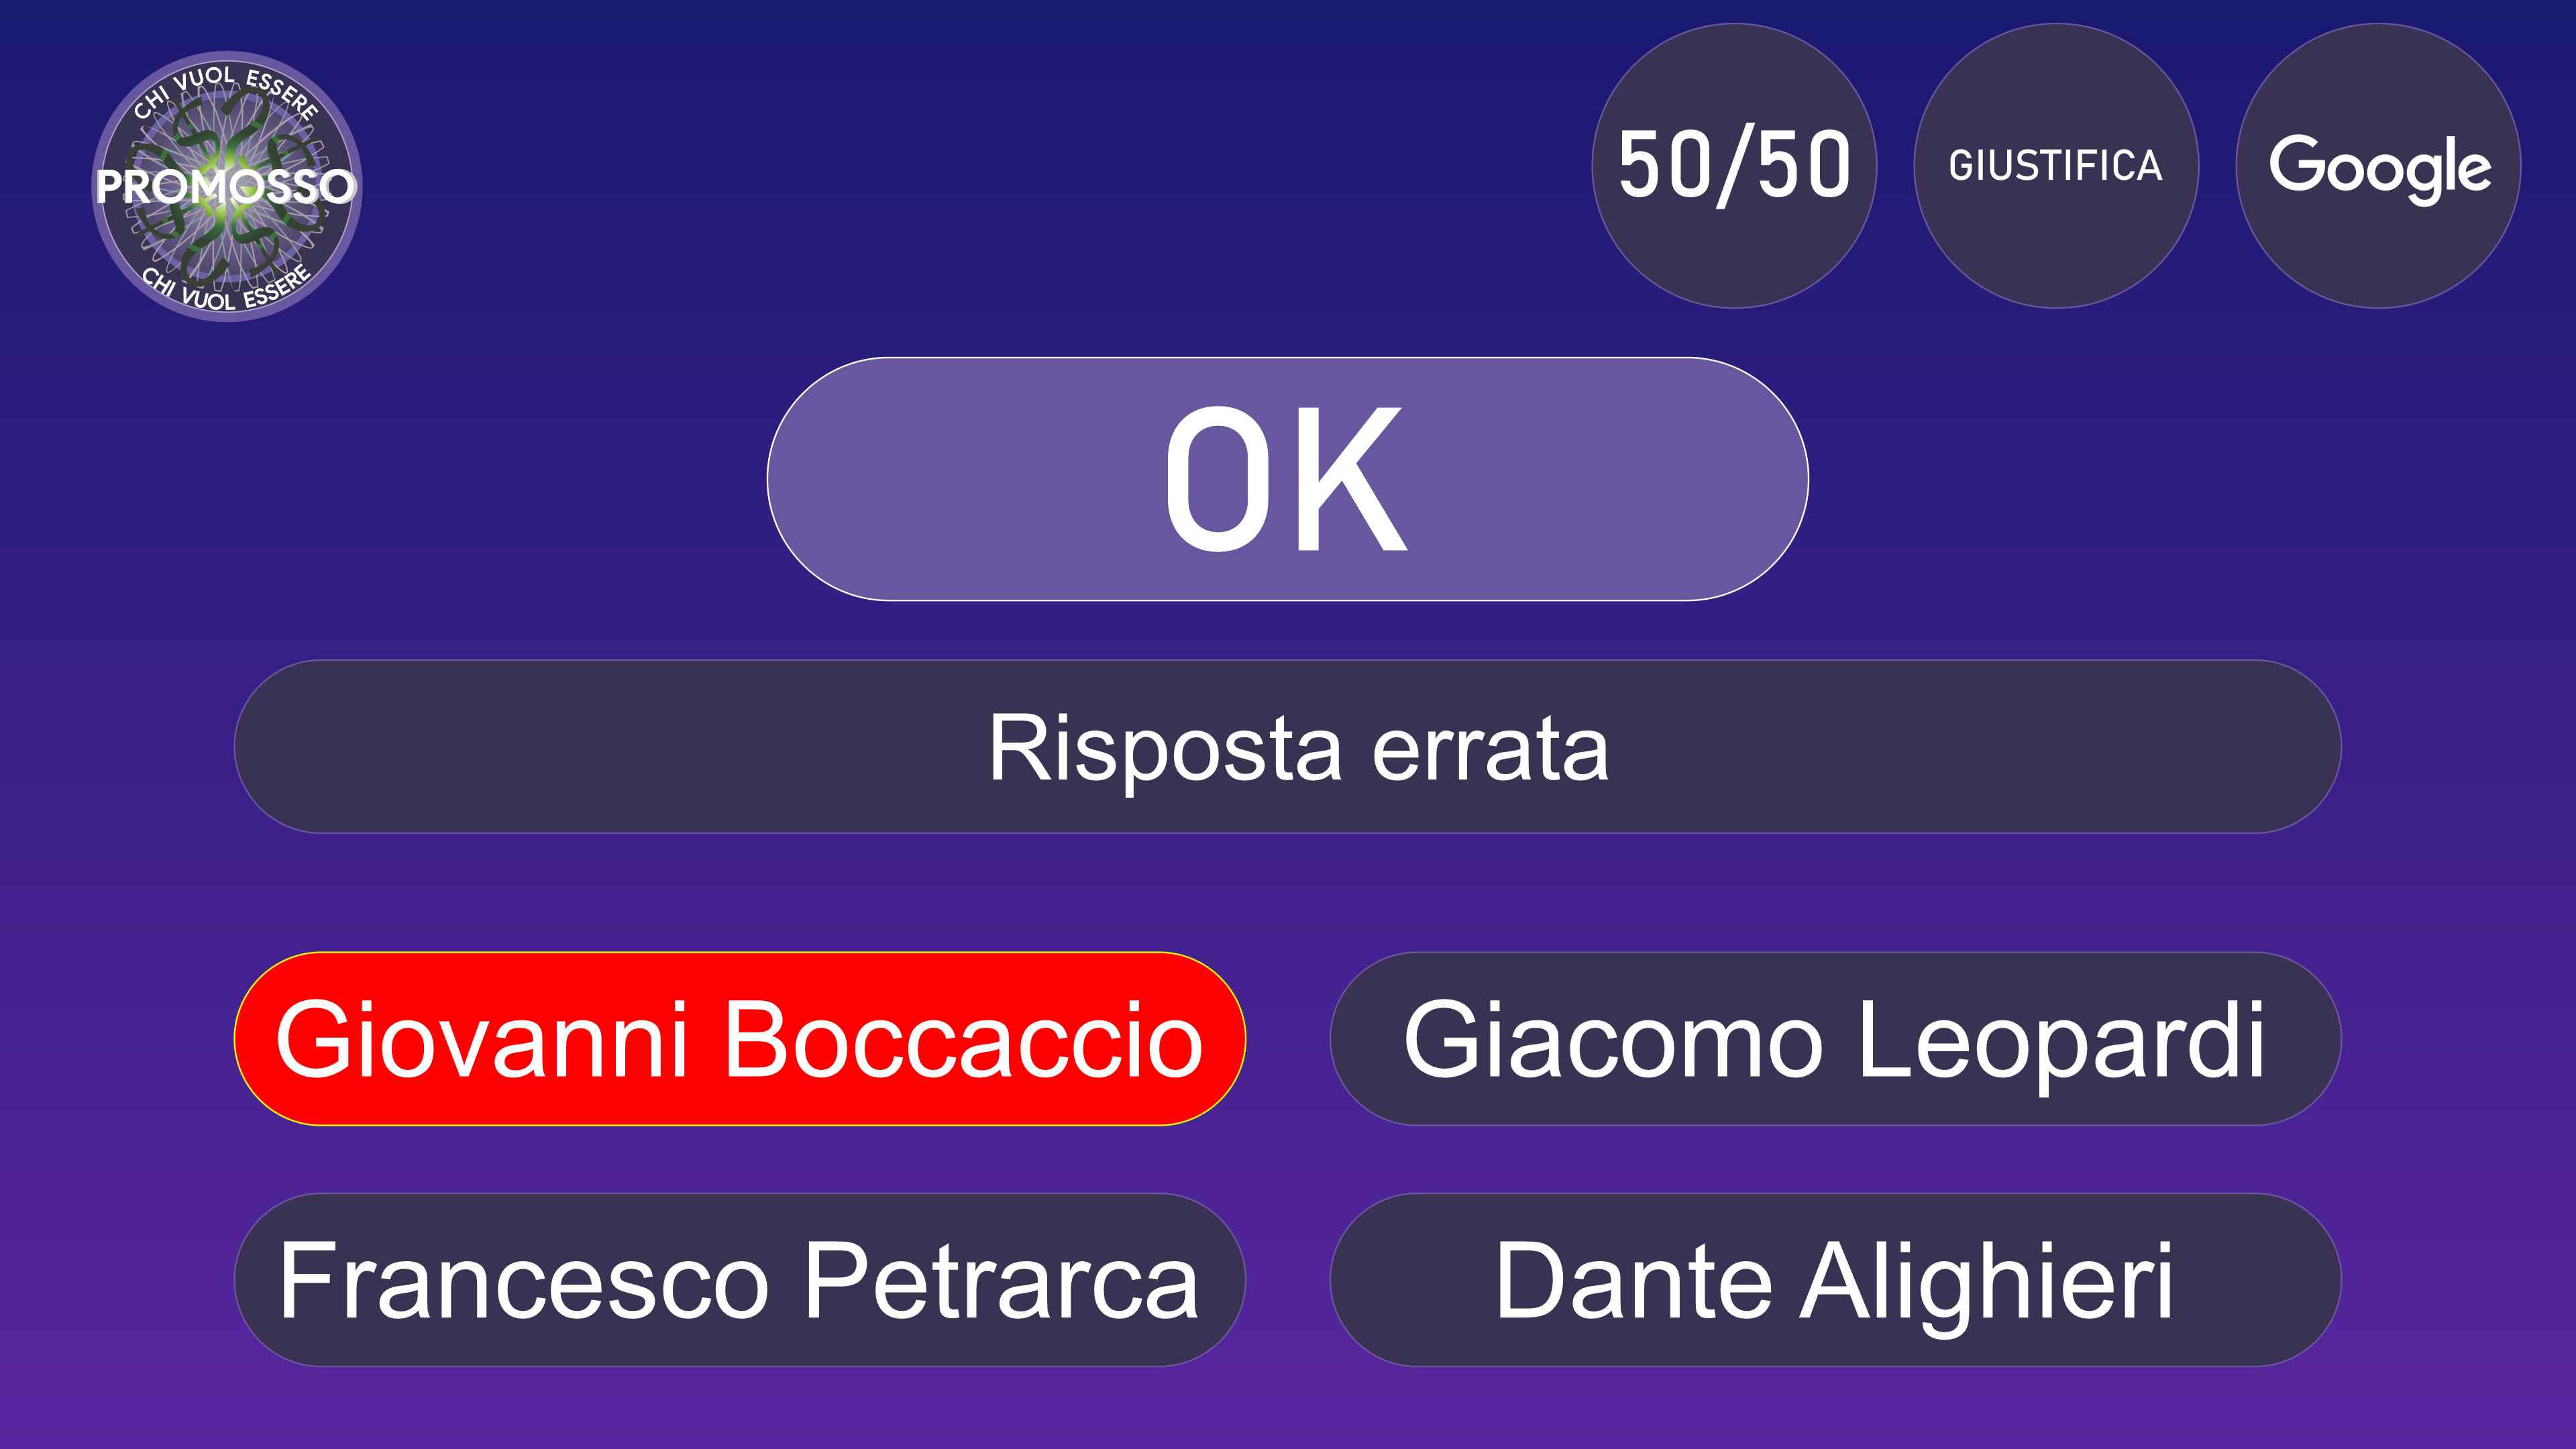 CHI VUOL ESSERE
PROMOSSO
CHI VUOL ESSERE
50/50
GIUSTIFICA
Google
OK
Risposta errata
Giovanni Boccaccio
Giacomo Leopardi
Francesco Petrarca
Dante Alighieri